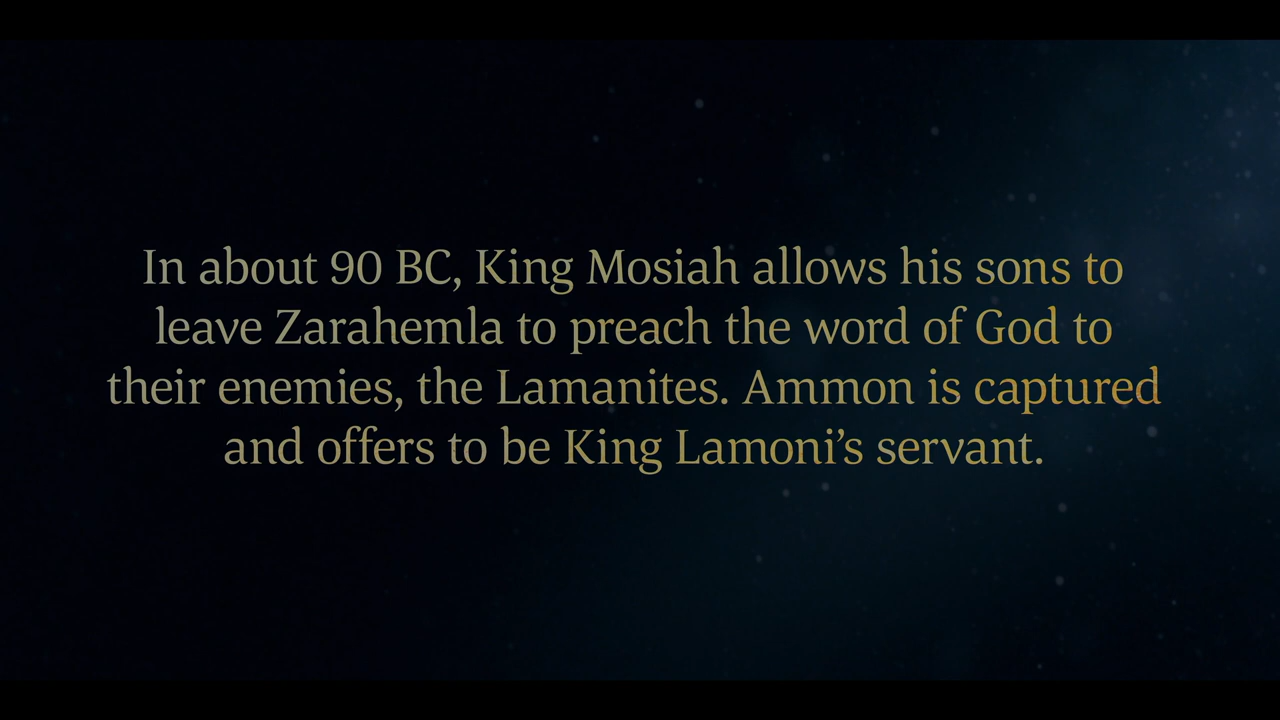 In about 90 BC, King Mosiah allows his sons to
leave Zarahemla to preach the word of God to
their enemies, the Lamanites. Ammon is captured
and offers to be King Lamoni’s servant.